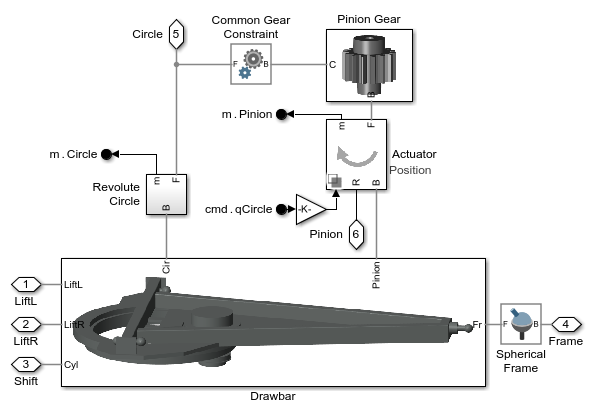 Common Gear
Constraint
Pinion Gear
Circle
5
F
B
C
B
m.Pinion
m
F
Actuator
Position
m.Circle
m
F
Revolute
Circle
B
R
B
cmd.qCircle
-K-
Pinion
6
Cir
Pinion
1
LiftL
LiftL
2
LiftR
LiftR
3
Cyl
Shift
Fr
F
B
4
Spherical
Frame
Frame
Drawbar